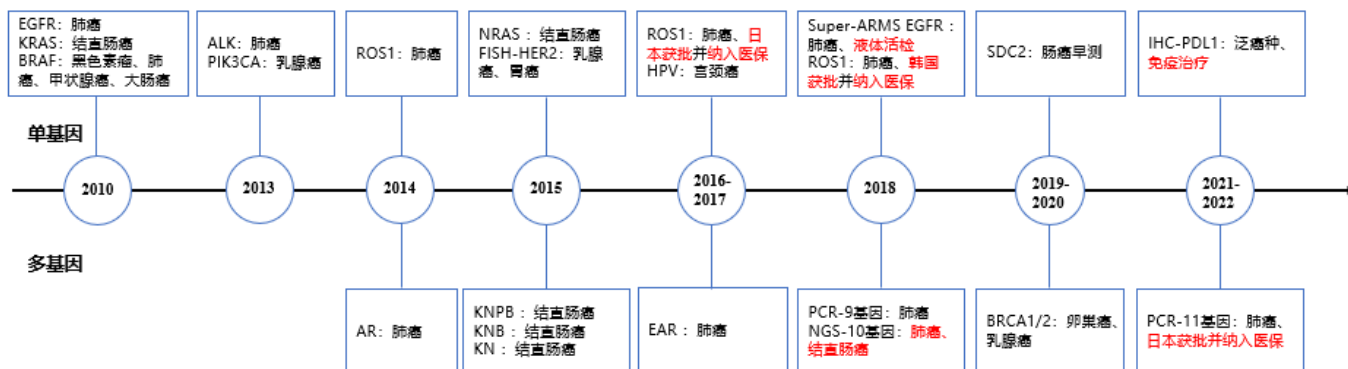 EGFR：肺癌
KRAS：结直肠癌
BRAF：黑色素瘤、肺
癌、甲状腺癌、大肠癌
ALK：肺癌
PIK3CA：乳腺癌
ROS1：肺癌
NRAS ：结直肠癌
FISH-HER2：乳腺
癌、胃癌
ROS1：肺癌、日
本获批并纳入医保
HPV：宫颈癌
Super-ARMS EGFR ：
肺癌、液体活检
ROS1：肺癌、韩国
获批并纳入医保
SDC2：肠癌早测
IHC-PDL1：泛癌种、
免疫治疗
单基因
2010
2013
2014
2015
2016-
2017
2018
2019-
2020
2021-
2022
多基因
AR：肺癌
KNPB ：结直肠癌
KNB ：结直肠癌
KN ：结直肠癌
EAR ：肺癌
PCR-9基因：肺癌
NGS-10基因：肺癌、
结直肠癌
BRCA1/2：卵巢癌、
乳腺癌
PCR-11基因：肺癌、
日本获批并纳入医保